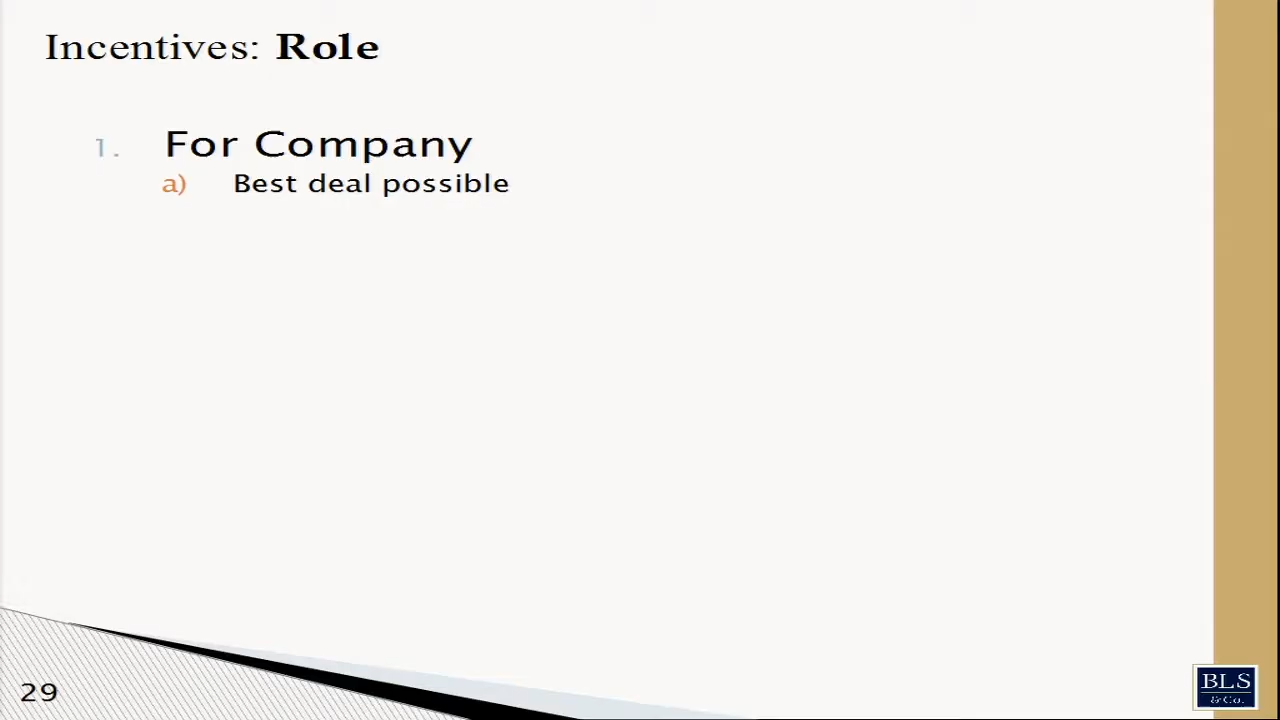 Incentives: Role
1. For Company
a) Best deal possible
29
BLS
& Co.